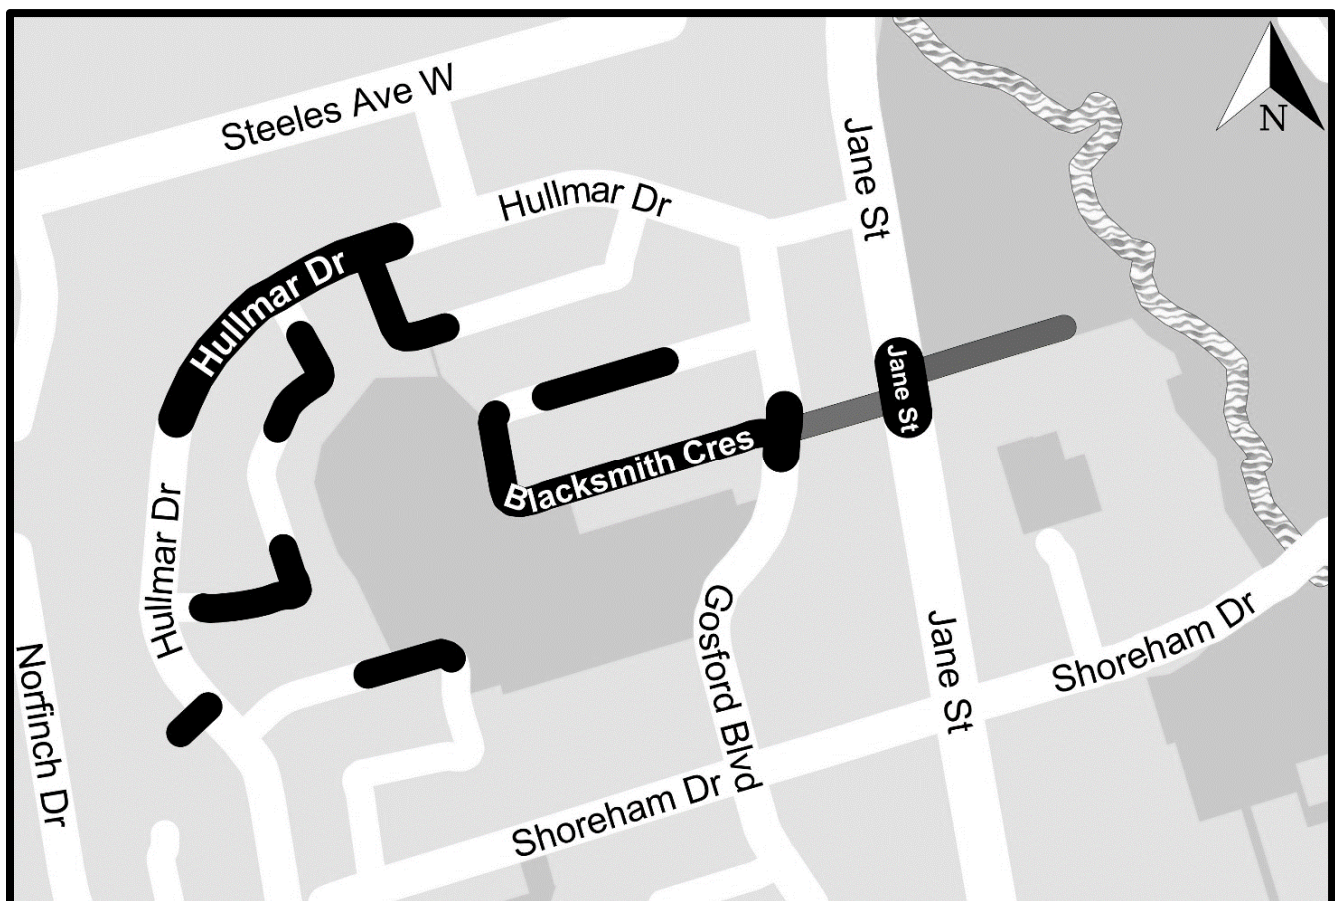 Steeles Ave W
N
Jane St
Hullmar Dr
Hullmar Dr
Jane St
Blacksmith Cres
Hullmar Dr
Gosford Blvd
Shoreham Dr
Jane St
Norfinch Dr
Shoreham Dr